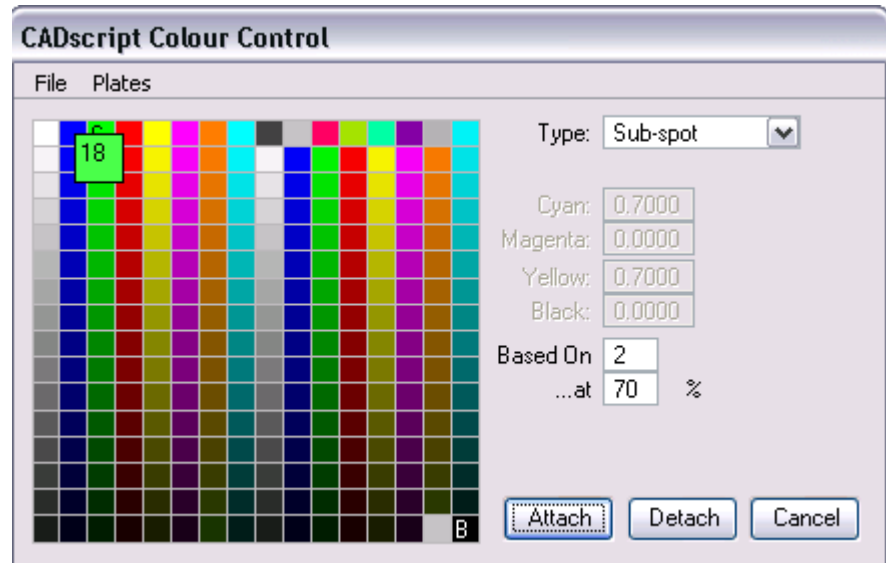 CADscript Colour Control
File Plates
18
Type: Sub-spot
Cyan: 0.7000
Magenta: 0.0000
Yellow: 0.7000
Black: 0.0000
Based On 2
...at 70 %
B
Attach Detach Cancel